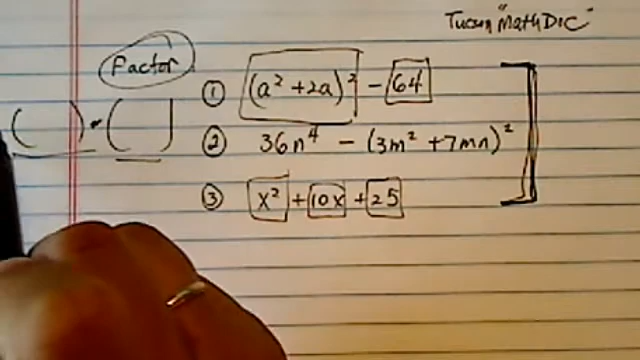 Tucson "MathDOC"
Factor
① (a² + 2a)² − 64
( ) • ( )
② 36n⁴ − (3m² + 7mn)²
③ x² + 10x + 25